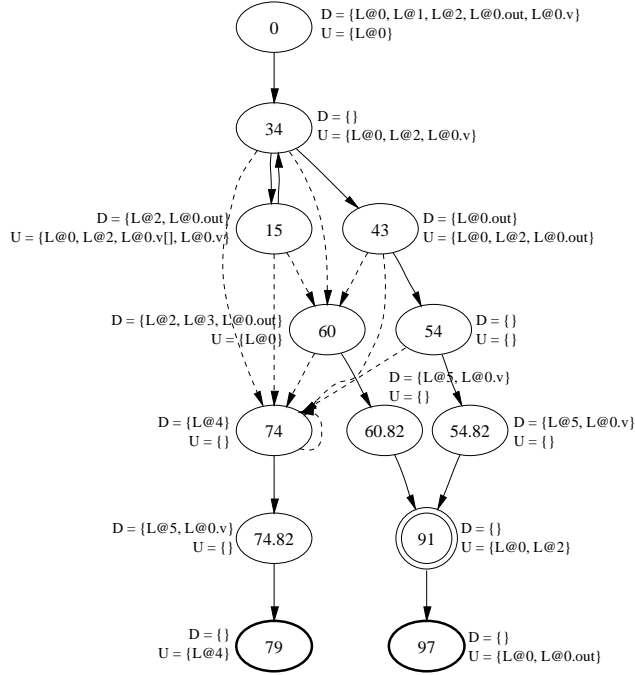 D = {L@0, L@1, L@2, L@0.out, L@0.v}
0
U = {L@0}
D = {}
34
U = {L@0, L@2, L@0.v}
D = {L@2, L@0.out}
U = {L@0, L@2, L@0.v[], L@0.v}
15
43
D = {L@0.out}
U = {L@0, L@2, L@0.out}
D = {L@2, L@3, L@0.out}
U = {L@0}
60
54
D = {}
U = {}
D = {L@5, L@0.v}
U = {}
D = {L@4}
U = {}
74
60.82
54.82
D = {L@5, L@0.v}
U = {}
D = {L@5, L@0.v}
U = {}
74.82
91
D = {}
U = {L@0, L@2}
D = {}
U = {L@4}
79
97
D = {}
U = {L@0, L@0.out}